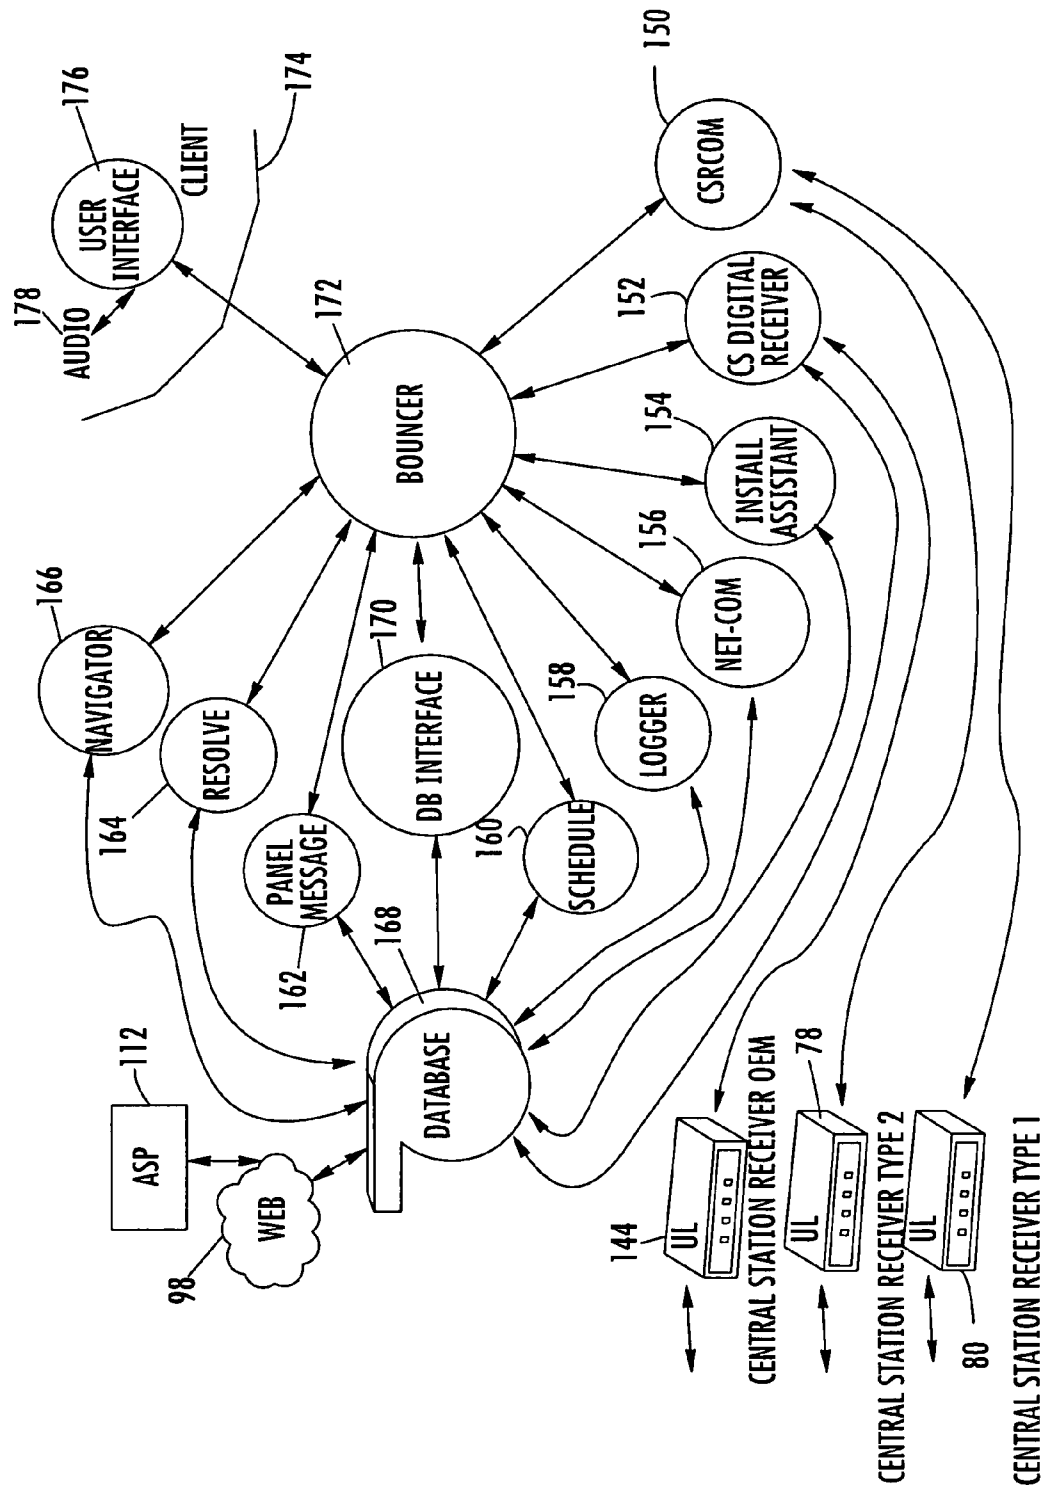 150
CSRCOM
176
USER
INTERFACE
CLIENT
174
178
AUDIO
172
BOUNCER
152
CS DIGITAL
RECEIVER
154
INSTALL
ASSISTANT
156
NET-COM
158
LOGGER
160
SCHEDULE
170
DB INTERFACE
166
NAVIGATOR
164
RESOLVE
162
PANEL
MESSAGE
168
DATABASE
112
ASP
98
WEB
144
UL
CENTRAL STATION RECEIVER OEM
78
UL
CENTRAL STATION RECEIVER TYPE 2
80
UL
CENTRAL STATION RECEIVER TYPE 1